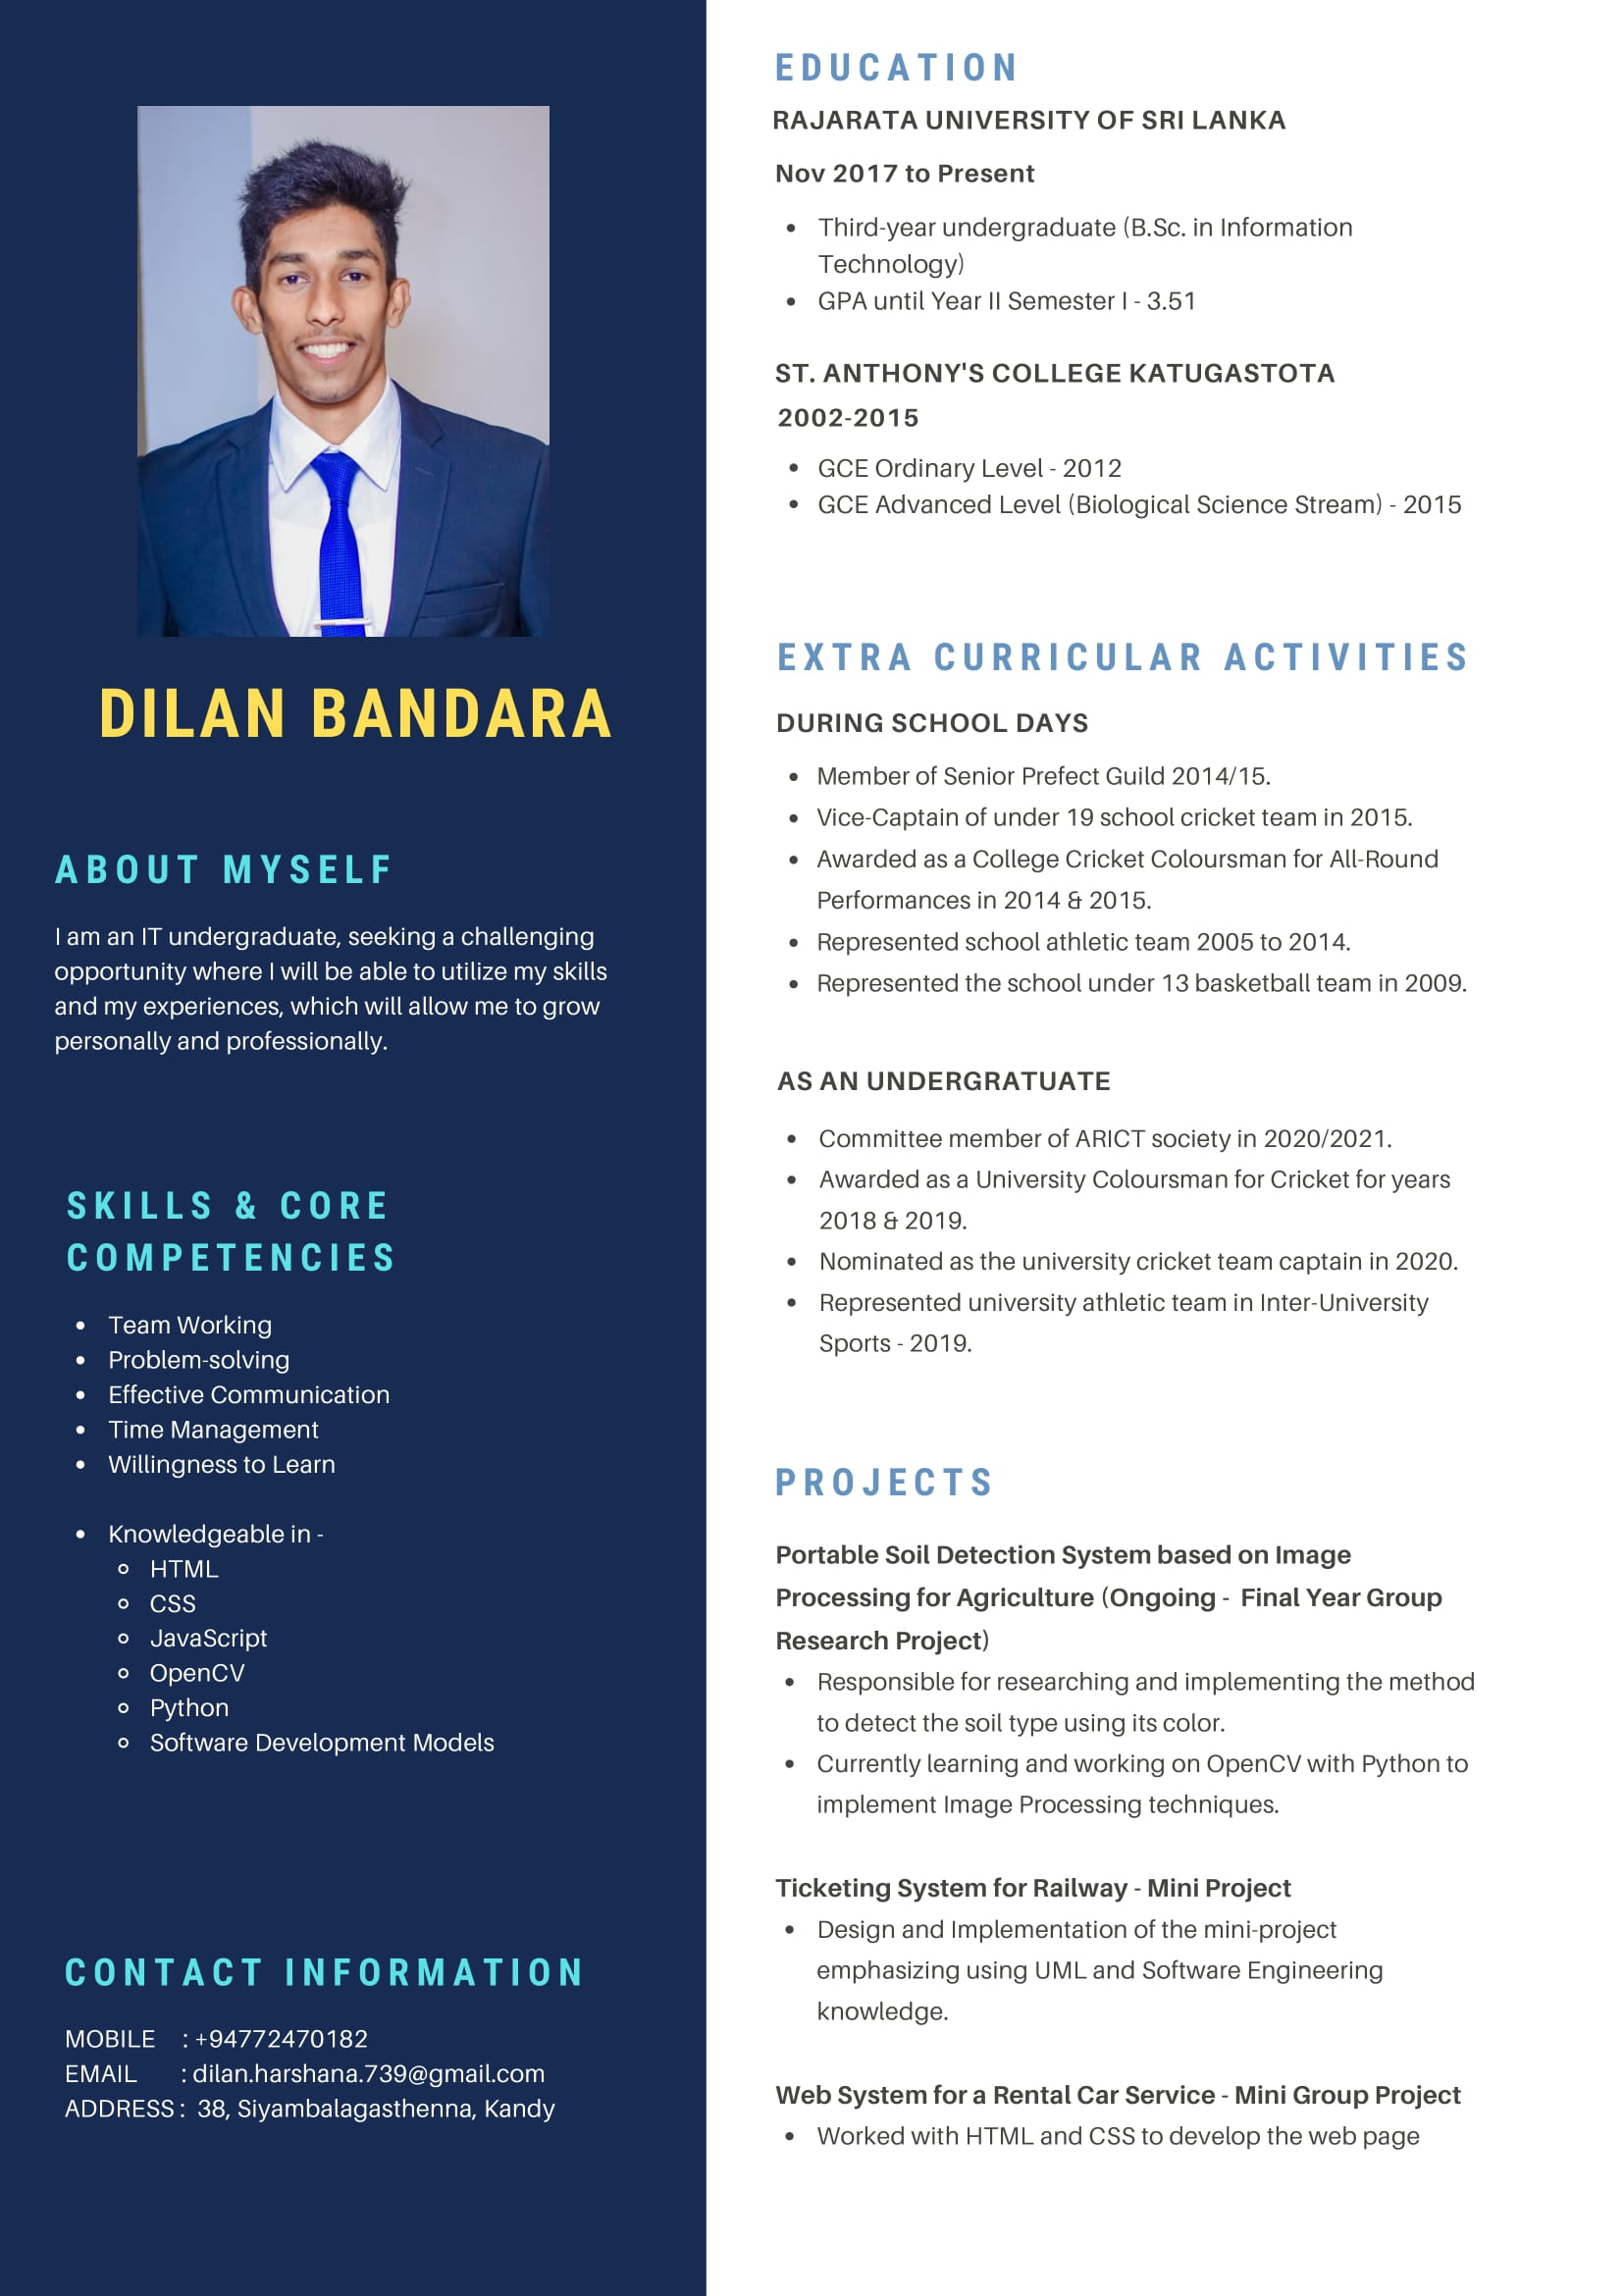 DILAN BANDARA
ABOUT MYSELF
I am an IT undergraduate, seeking a challenging
opportunity where I will be able to utilize my skills
and my experiences, which will allow me to grow
personally and professionally.
SKILLS & CORE
COMPETENCIES
• Team Working
• Problem-solving
• Effective Communication
• Time Management
• Willingness to Learn
• Knowledgeable in -
◦ HTML
◦ CSS
◦ JavaScript
◦ OpenCV
◦ Python
◦ Software Development Models
CONTACT INFORMATION
MOBILE : +94772470182
EMAIL : dilan.harshana.739@gmail.com
ADDRESS : 38, Siyambalagasthenna, Kandy
EDUCATION
RAJARATA UNIVERSITY OF SRI LANKA
Nov 2017 to Present
• Third-year undergraduate (B.Sc. in Information
Technology)
• GPA until Year II Semester I - 3.51
ST. ANTHONY'S COLLEGE KATUGASTOTA
2002-2015
• GCE Ordinary Level - 2012
• GCE Advanced Level (Biological Science Stream) - 2015
EXTRA CURRICULAR ACTIVITIES
DURING SCHOOL DAYS
• Member of Senior Prefect Guild 2014/15.
• Vice-Captain of under 19 school cricket team in 2015.
• Awarded as a College Cricket Coloursman for All-Round
Performances in 2014 & 2015.
• Represented school athletic team 2005 to 2014.
• Represented the school under 13 basketball team in 2009.
AS AN UNDERGRATUATE
• Committee member of ARICT society in 2020/2021.
• Awarded as a University Coloursman for Cricket for years
2018 & 2019.
• Nominated as the university cricket team captain in 2020.
• Represented university athletic team in Inter-University
Sports - 2019.
PROJECTS
Portable Soil Detection System based on Image
Processing for Agriculture (Ongoing - Final Year Group
Research Project)
• Responsible for researching and implementing the method
to detect the soil type using its color.
• Currently learning and working on OpenCV with Python to
implement Image Processing techniques.
Ticketing System for Railway - Mini Project
• Design and Implementation of the mini-project
emphasizing using UML and Software Engineering
knowledge.
Web System for a Rental Car Service - Mini Group Project
• Worked with HTML and CSS to develop the web page